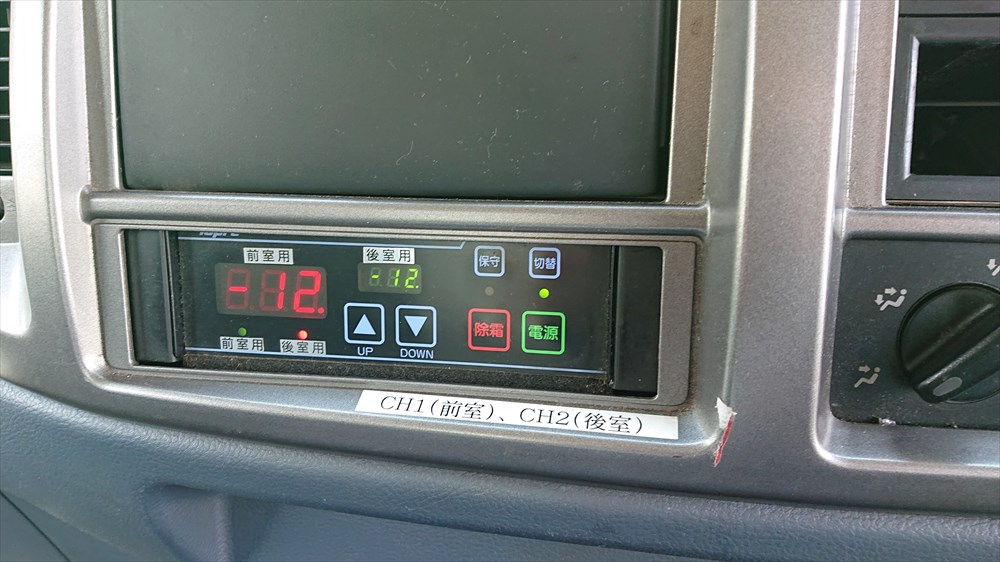 前室用
後室用
保守
切替
-12.
-12.
前室用
後室用
UP
DOWN
除霜
電源
CH1(前室)、CH2(後室)